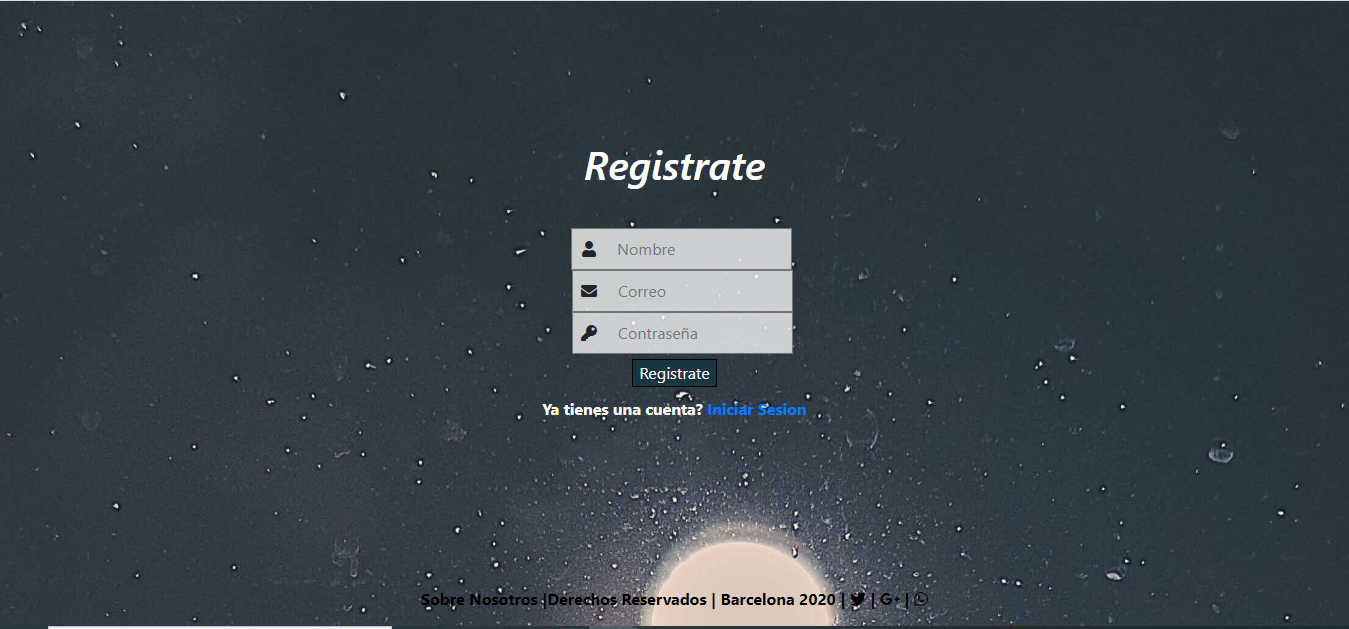 Registrate
Nombre
Correo
Contraseña
Registrate
Ya tienes una cuenta? Iniciar Sesion
Sobre Nosotros |Derechos Reservados | Barcelona 2020 | | G+ |